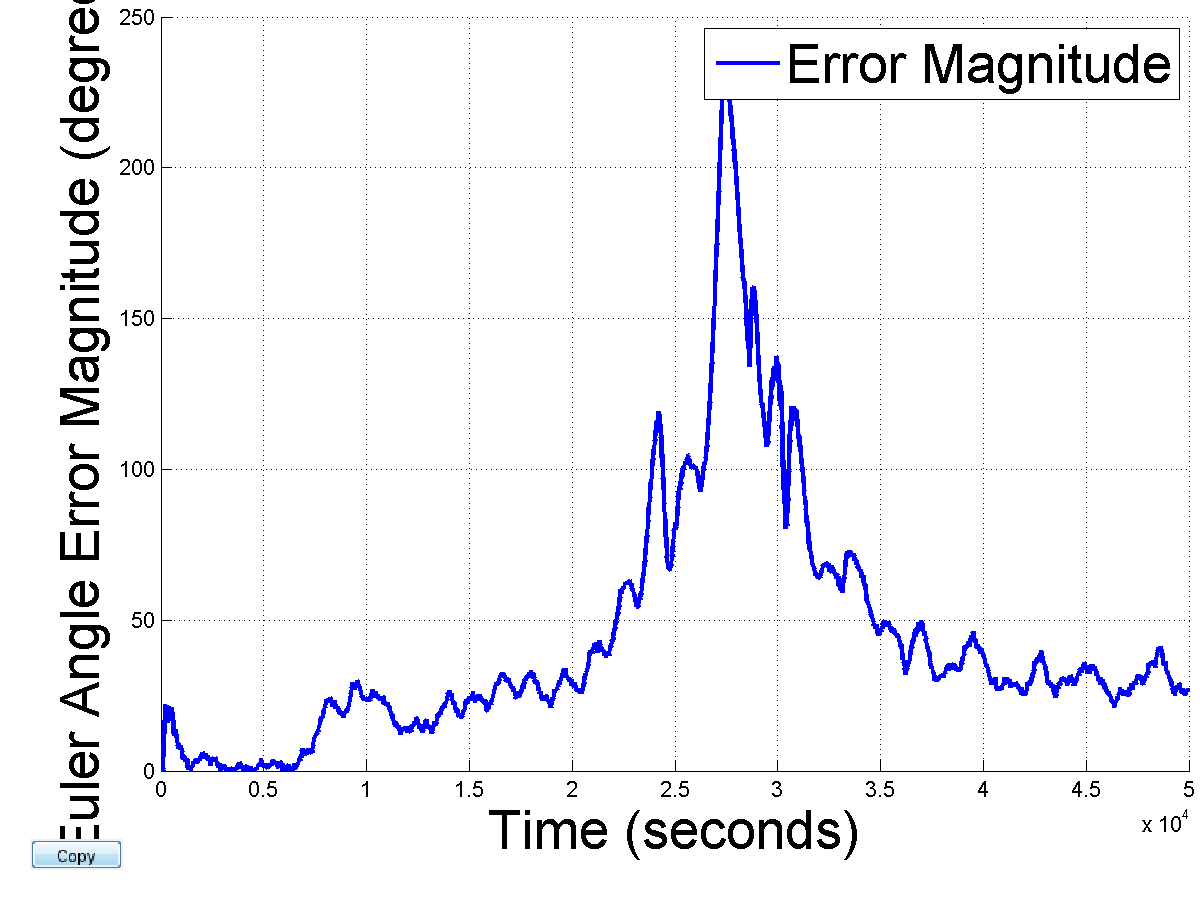 250
200
150
100
50
0
Euler Angle Error Magnitude (degree
Error Magnitude
0 0.5 1 1.5 2 2.5 3 3.5 4 4.5 5
x 10^4
Time (seconds)
Copy